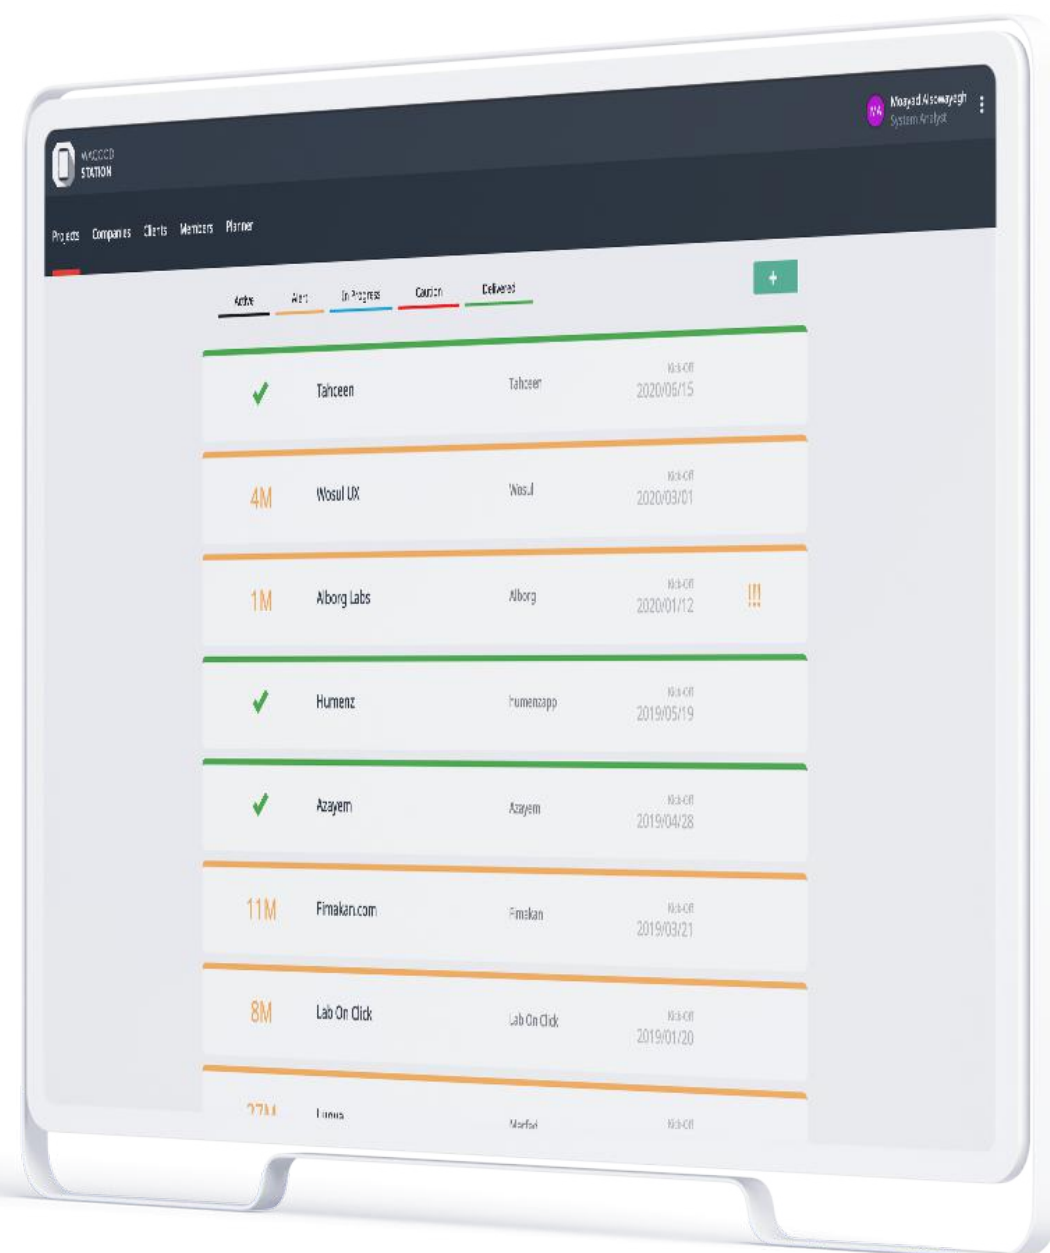 STATION
MA
Moayad Alsowayegh
System Analyst
Projects Companies Clients Members Planner
Active Alert In Progress Caution Delivered
+
Tahceen Tahceen Kick-Off
2020/06/15
4M Wosul UX Wosul Kick-Off
2020/03/01
1M Alborg Labs Alborg Kick-Off
2020/01/12 !!!
Humenz humenzapp Kick-Off
2019/05/19
Azayem Azayem Kick-Off
2019/04/28
11M Fimakan.com Fimakan Kick-Off
2019/03/21
8M Lab On Click Lab On Click Kick-Off
2019/01/20
27M Kick-Off